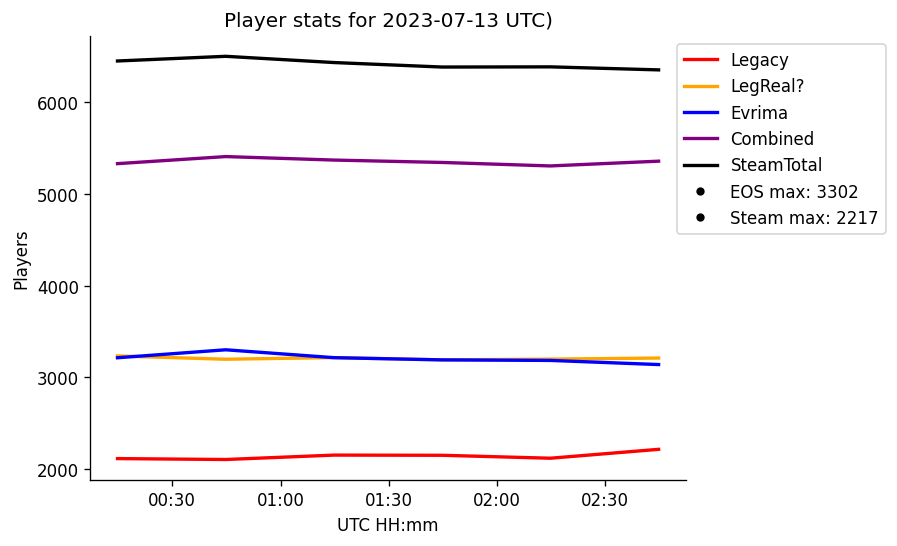 Player stats for 2023-07-13 UTC)
Legacy
LegReal?
Evrima
Combined
SteamTotal
EOS max: 3302
Steam max: 2217
Players
6000
5000
4000
3000
2000
00:30 01:00 01:30 02:00 02:30
UTC HH:mm